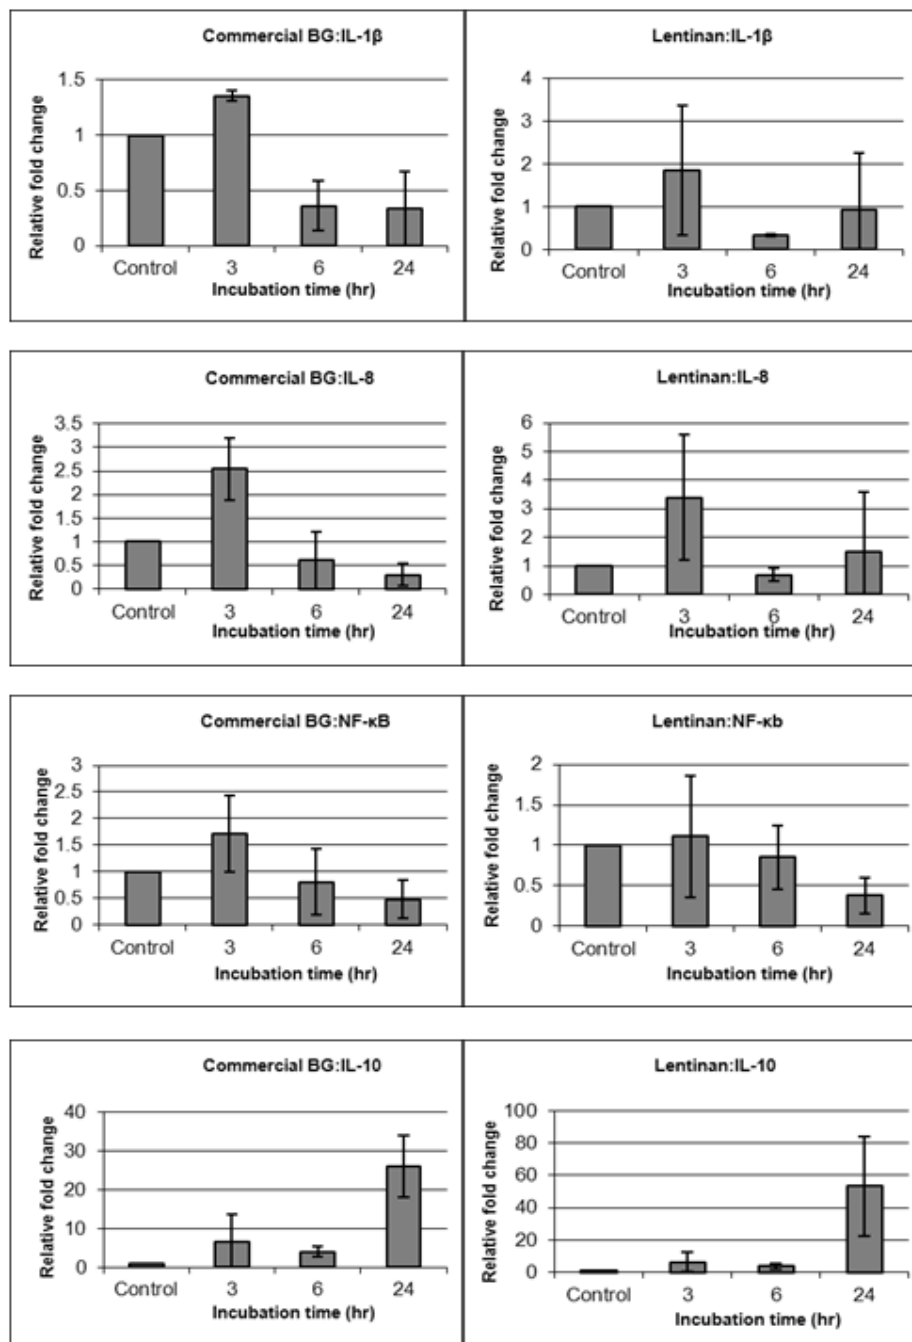 Commercial BG:IL-1β
Relative fold change
1.5
1
0.5
0
Control 3 6 24
Incubation time (hr)
Lentinan:IL-1β
Relative fold change
4
3
2
1
0
Control 3 6 24
Incubation time (hr)
Commercial BG:IL-8
Relative fold change
3.5
3
2.5
2
1.5
1
0.5
0
Control 3 6 24
Incubation time (hr)
Lentinan:IL-8
Relative fold change
6
5
4
3
2
1
0
Control 3 6 24
Incubation time (hr)
Commercial BG:NF-κB
Relative fold change
3
2.5
2
1.5
1
0.5
0
Control 3 6 24
Incubation time (hr)
Lentinan:NF-κb
Relative fold change
2
1.5
1
0.5
0
Control 3 6 24
Incubation time (hr)
Commercial BG:IL-10
Relative fold change
40
30
20
10
0
Control 3 6 24
Incubation time (hr)
Lentinan:IL-10
Relative fold change
100
80
60
40
20
0
Control 3 6 24
Incubation time (hr)